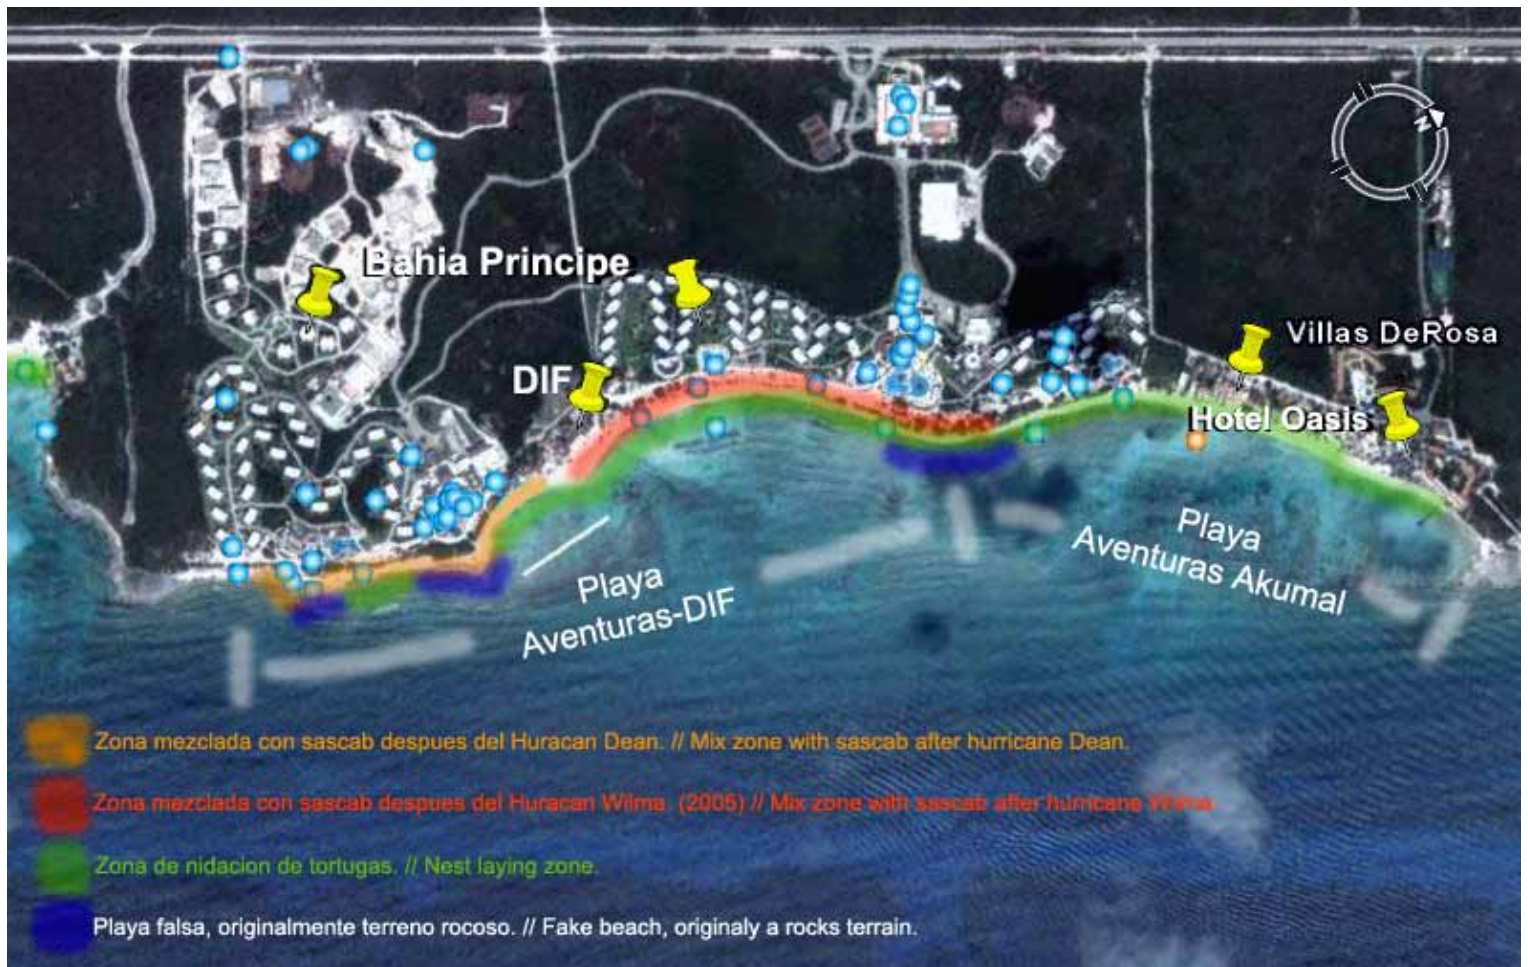 N
Bahia Principe
Villas DeRosa
DIF
Hotel Oasis
Playa
Aventuras Akumal
Playa
Aventuras-DIF
Zona mezclada con sascab despues del Huracan Dean. // Mix zone with sascab after hurricane Dean.
Zona mezclada con sascab despues del Huracan Wilma. (2005) // Mix zone with sascab after hurricane Wilma.
Zona de nidacion de tortugas. // Nest laying zone.
Playa falsa, originalmente terreno rocoso. // Fake beach, originaly a rocks terrain.